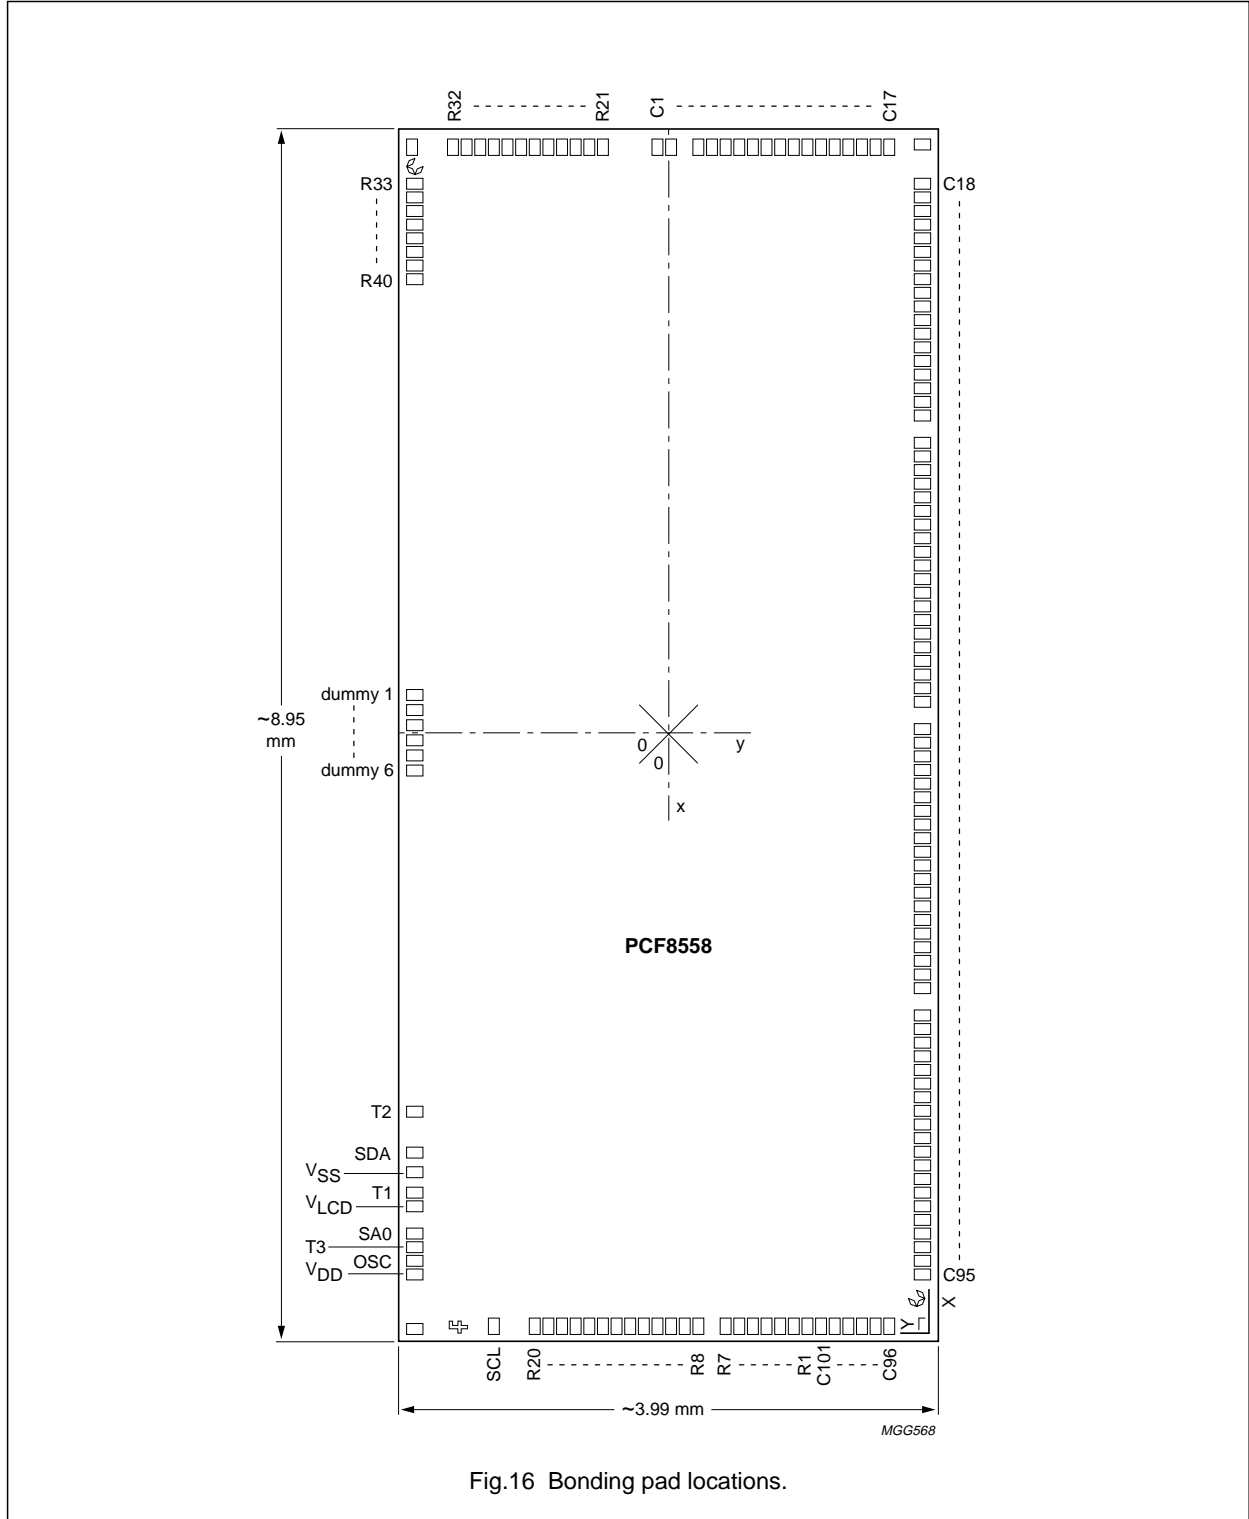 R32
R21
C1
C17
R33
C18
R40
dummy 1
~8.95
mm
0
0
y
dummy 6
x
PCF8558
T2
SDA
VSS
T1
VLCD
SA0
T3
OSC
VDD
C95
X
Y
SCL
R20
R8
R7
R1
C101
C96
~3.99 mm
MGG568
Fig.16 Bonding pad locations.